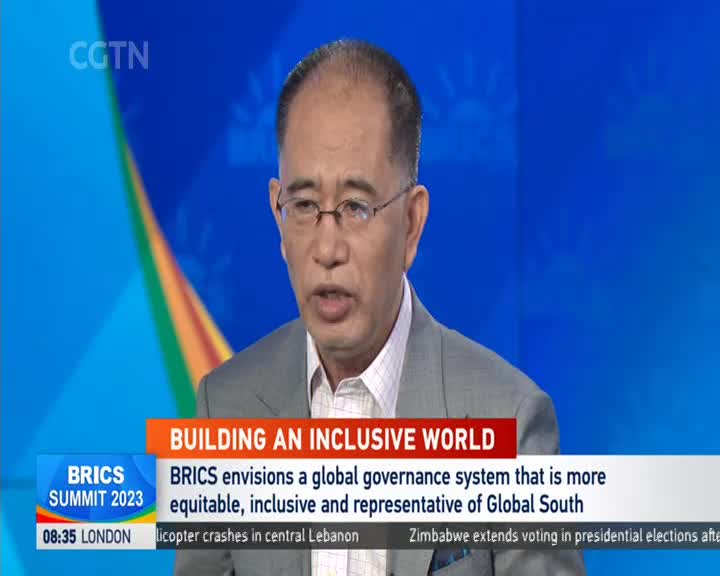 CGTN
BRICS
BRICS
BUILDING AN INCLUSIVE WORLD
BRICS envisions a global governance system that is more
equitable, inclusive and representative of Global South
BRICS
SUMMIT 2023
08:35 LONDON
licopter crashes in central Lebanon
Zimbabwe extends voting in presidential elections afte